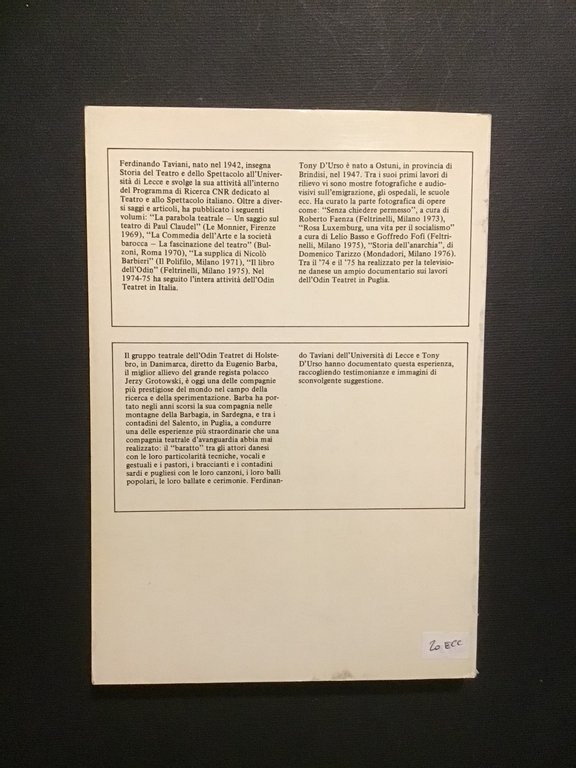 Ferdinando Taviani, nato nel 1942, insegna
Storia del Teatro e dello Spettacolo all'Univer-
sità di Lecce e svolge la sua attività all'interno
del Programma di Ricerca CNR dedicato al
Teatro e allo Spettacolo italiano. Oltre a diver-
si saggi e articoli, ha pubblicato i seguenti
volumi: "La parabola teatrale — Un saggio sul
teatro di Paul Claudel" (Le Monnier, Firenze
1969), "La Commedia dell'Arte e la società
barocca — La fascinazione del teatro" (Bul-
zoni, Roma 1970), "La supplica di Nicolò
Barbieri" (Il Polifilo, Milano 1971), "Il libro
dell'Odin" (Feltrinelli, Milano 1975). Nel
1974-75 ha seguito l'intera attività dell'Odin
Teatret in Italia.
Tony D'Urso è nato a Ostuni, in provincia di
Brindisi, nel 1947. Tra i suoi primi lavori di
rilievo vi sono mostre fotografiche e audio-
visivi sull'emigrazione, gli ospedali, le scuole
ecc. Ha curato la parte fotografica di opere
come: "Senza chiedere permesso", a cura di
Roberto Faenza (Feltrinelli, Milano 1973),
"Rosa Luxemburg, una vita per il socialismo"
a cura di Lelio Basso e Goffredo Fofi (Feltri-
nelli, Milano 1975), "Storia dell'anarchia", di
Domenico Tarizzo (Mondadori, Milano 1976).
Tra il '74 e il '75 ha realizzato per la televisio-
ne danese un ampio documentario sui lavori
dell'Odin Teatret in Puglia.
Il gruppo teatrale dell'Odin Teatret di Holste-
bro, in Danimarca, diretto da Eugenio Barba,
il miglior allievo del grande regista polacco
Jerzy Grotowski, è oggi una delle compagnie
più prestigiose del mondo nel campo della
ricerca e della sperimentazione. Barba ha por-
tato negli anni scorsi la sua compagnia nelle
montagne della Barbagia, in Sardegna, e tra i
contadini del Salento, in Puglia, a condurre
una delle esperienze più straordinarie che una
compagnia teatrale d'avanguardia abbia mai
realizzato: il "baratto" tra gli attori danesi
con le loro particolarità tecniche, vocali e
gestuali e i pastori, i braccianti e i contadini
sardi e pugliesi con le loro canzoni, i loro balli
popolari, le loro ballate e cerimonie. Ferdinan-
do Taviani dell'Università di Lecce e Tony
D'Urso hanno documentato questa esperienza,
raccogliendo testimonianze e immagini di
sconvolgente suggestione.
20 ECC